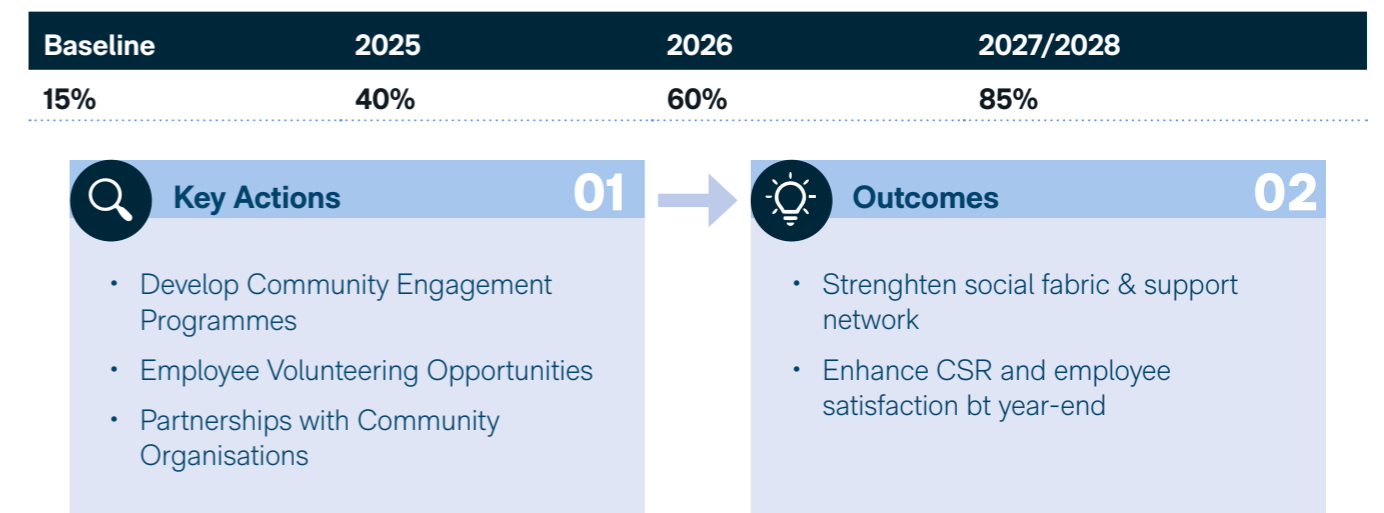 Baseline 2025 2026 2027/2028
15% 40% 60% 85%
Key Actions 01
• Develop Community Engagement
Programmes
• Employee Volunteering Opportunities
• Partnerships with Community
Organisations
Outcomes 02
• Strenghten social fabric & support
network
• Enhance CSR and employee
satisfaction bt year-end